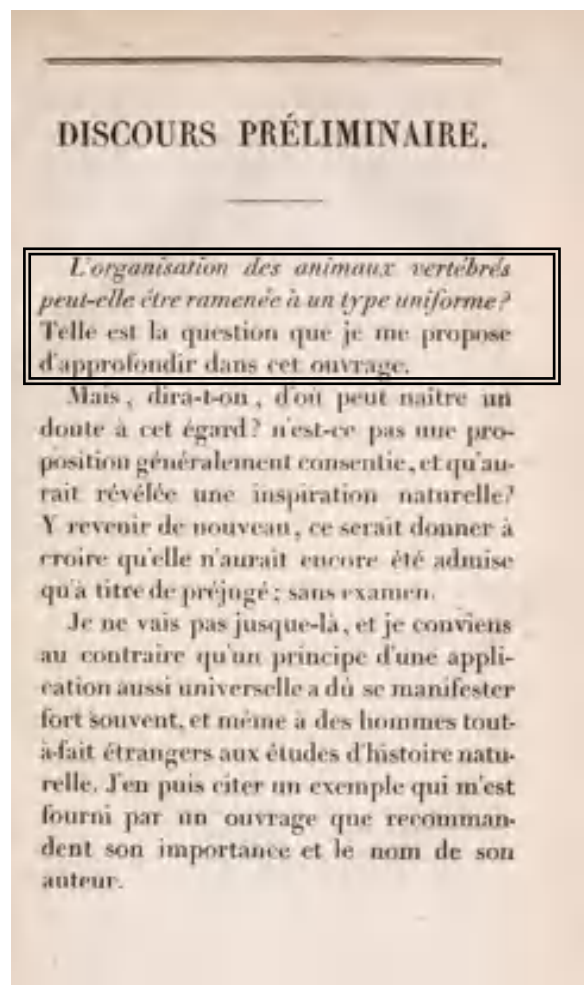 DISCOURS PRÉLIMINAIRE.
L'organisation des animaux vertébrés
peut-elle être ramenée à un type uniforme?
Telle est la question que je me propose
d'approfondir dans cet ouvrage.
Mais, dira-t-on, d'où peut naître un
doute à cet égard? n'est-ce pas une pro-
position généralement consentie, et qu'au-
rait révélée une inspiration naturelle?
Y revenir de nouveau, ce serait donner à
croire qu'elle n'aurait encore été admise
qu'à titre de préjugé; sans examen.
Je ne vais pas jusque-là, et je conviens
au contraire qu'un principe d'une appli-
cation aussi universelle a dû se manifester
fort souvent, et même à des hommes tout-
à-fait étrangers aux études d'histoire natu-
relle. J'en puis citer un exemple qui m'est
fourni par un ouvrage que recomman-
dent son importance et le nom de son
auteur.